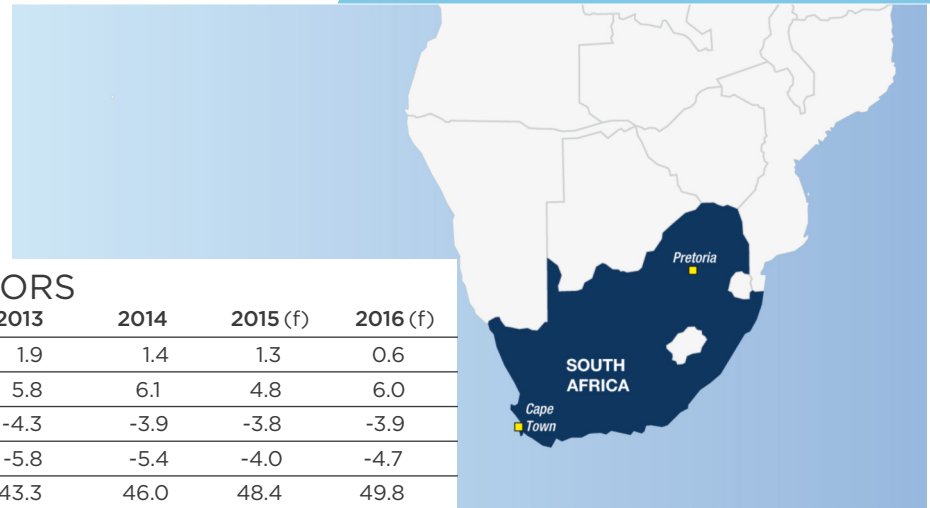 ORS
2013 2014 2015 (f) 2016 (f)
1.9 1.4 1.3 0.6
5.8 6.1 4.8 6.0
-4.3 -3.9 -3.8 -3.9
-5.8 -5.4 -4.0 -4.7
43.3 46.0 48.4 49.8
Pretoria
SOUTH
AFRICA
Cape
Town